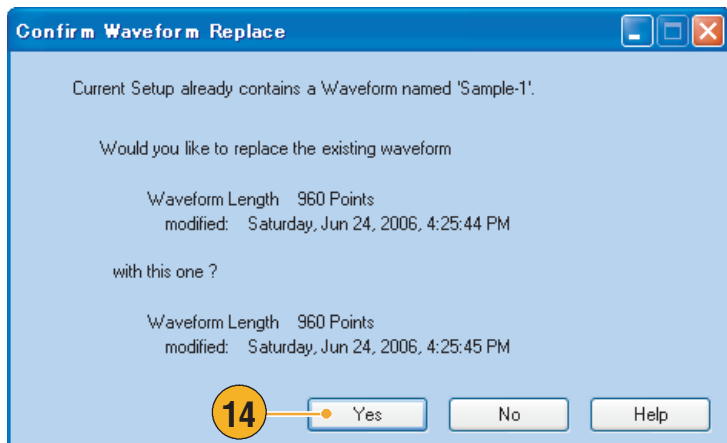 Confirm Waveform Replace
Current Setup already contains a Waveform named 'Sample-1'.
Would you like to replace the existing waveform
Waveform Length 960 Points
modified: Saturday, Jun 24, 2006, 4:25:44 PM
with this one ?
Waveform Length 960 Points
modified: Saturday, Jun 24, 2006, 4:25:45 PM
14 Yes No Help